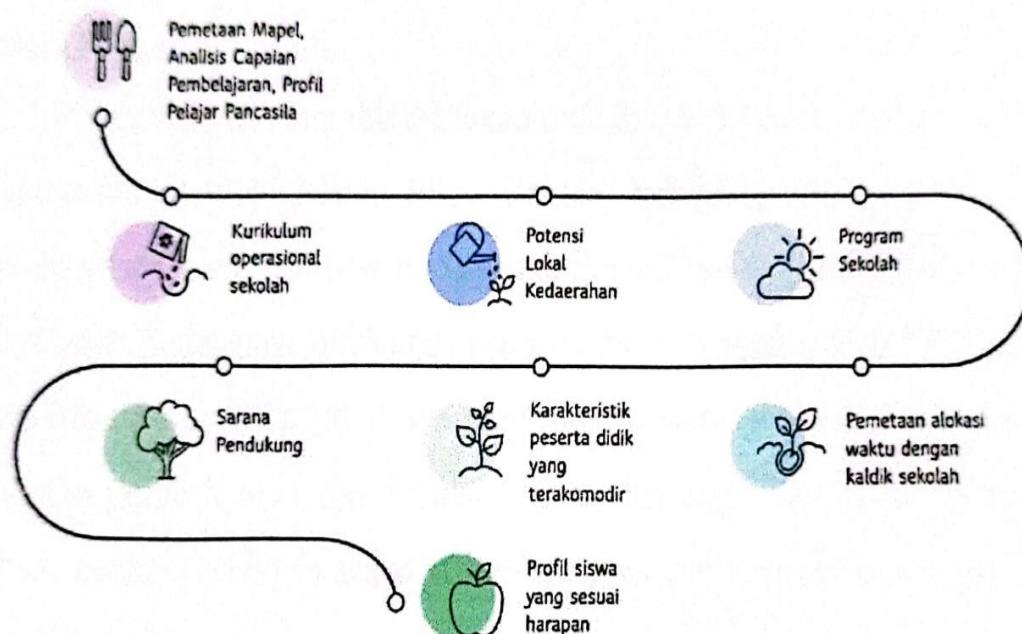 Pemetaan Mapel,
Analisis Capaian
Pembelajaran, Profil
Pelajar Pancasila
Kurikulum
operasional
sekolah
Potensi
Lokal
Kedaerahan
Program
Sekolah
Sarana
Pendukung
Karakteristik
peserta didik
yang
terakomodir
Pemetaan alokasi
waktu dengan
kaldik sekolah
Profil siswa
yang sesuai
harapan